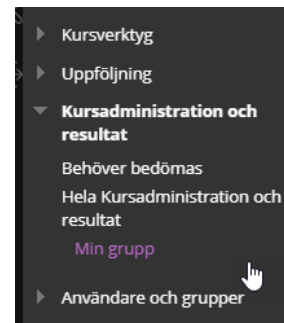 Kursverktyg
Uppföljning
Kursadministration och
resultat
Behöver bedömas
Hela Kursadministration och
resultat
Min grupp
Användare och grupper